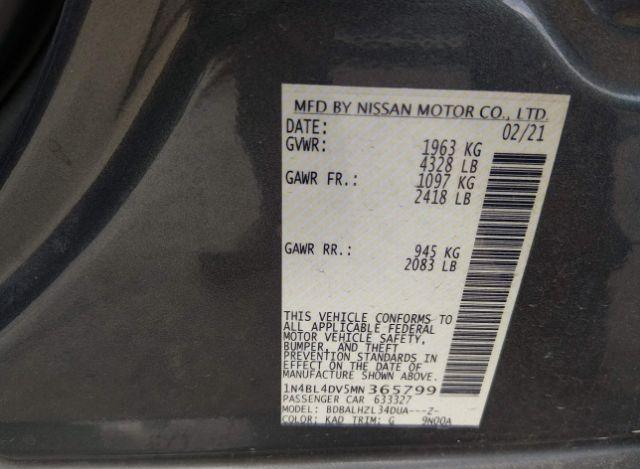 MFD BY NISSAN MOTOR CO., LTD.
DATE: 02/21
GVWR: 1963 KG
4328 LB
GAWR FR.: 1097 KG
2418 LB
GAWR RR.: 945 KG
2083 LB
THIS VEHICLE CONFORMS TO
ALL APPLICABLE FEDERAL
MOTOR VEHICLE SAFETY,
BUMPER, AND THEFT
PREVENTION STANDARDS IN
EFFECT ON THE DATE OF
MANUFACTURE SHOWN ABOVE.
1N4BL4DV5MN365799
PASSENGER CAR 633327
MODEL: BDBALHZL34DUA---Z-
COLOR; KAD TRIM; G 9N00A